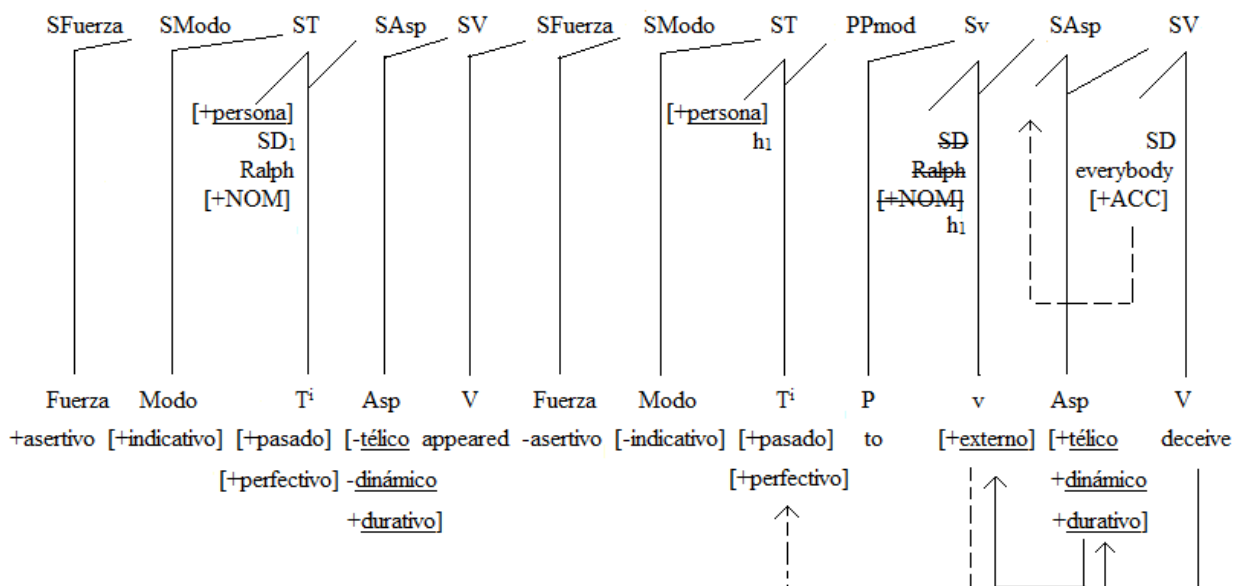 SFuerza SModo ST SAsp SV SFuerza SModo ST PPmod Sv SAsp SV
[+persona] [+persona]
SD₁ h₁ SD SD
Ralph Ralph everybody
[+NOM] [+NOM] [+ACC]
h₁
Fuerza Modo Tⁱ Asp V Fuerza Modo Tⁱ P v Asp V
+asertivo [+indicativo] [+pasado] [-télico appeared -asertivo [-indicativo] [+pasado] to [+externo] [+télico deceive
[+perfectivo] -dinámico [+perfectivo] +dinámico
+durativo] +durativo]